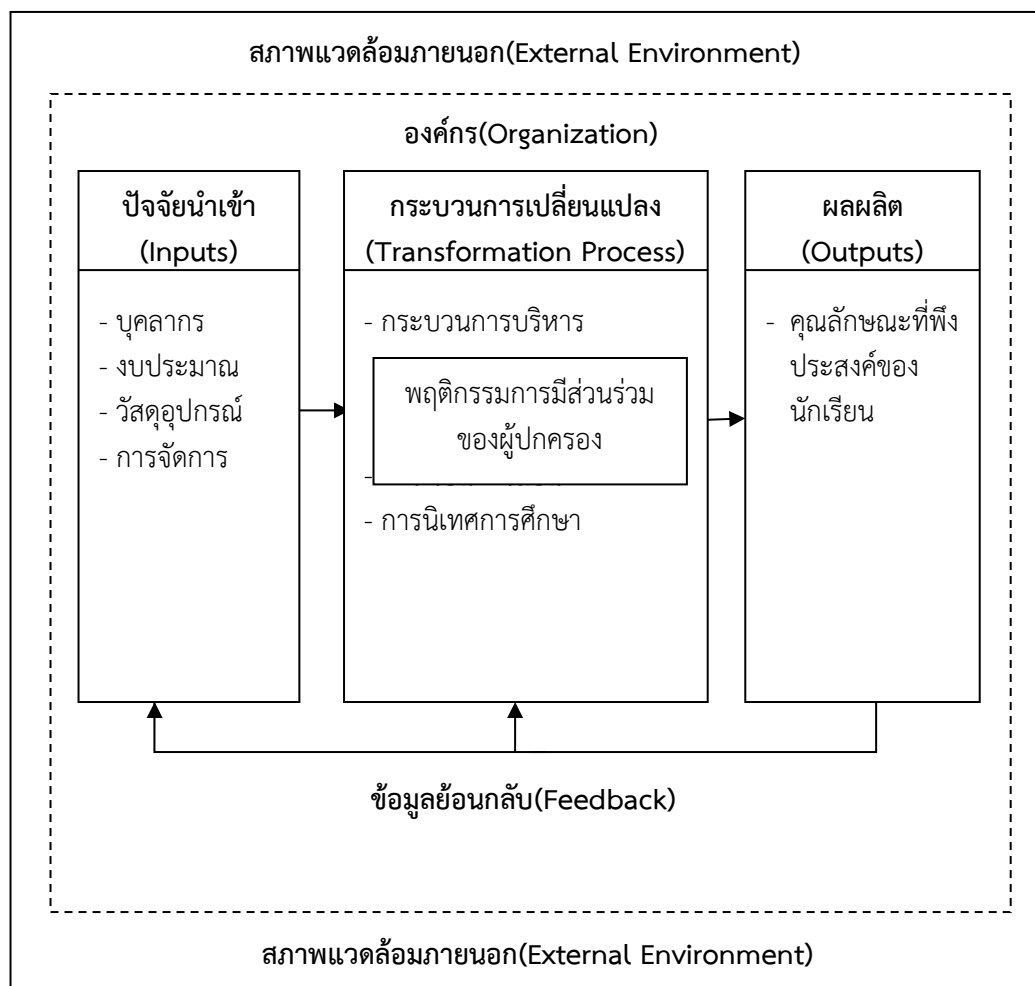 สภาพแวดล้อมภายนอก(External Environment)
องค์กร(Organization)
ปัจจัยนำเข้า
(Inputs)
- บุคลากร
- งบประมาณ
- วัสดุอุปกรณ์
- การจัดการ
กระบวนการเปลี่ยนแปลง
(Transformation Process)
- กระบวนการบริหาร
พฤติกรรมการมีส่วนร่วม
ของผู้ปกครอง
- การนิเทศการศึกษา
ผลผลิต
(Outputs)
- คุณลักษณะที่พึง
ประสงค์ของ
นักเรียน
ข้อมูลย้อนกลับ(Feedback)
สภาพแวดล้อมภายนอก(External Environment)